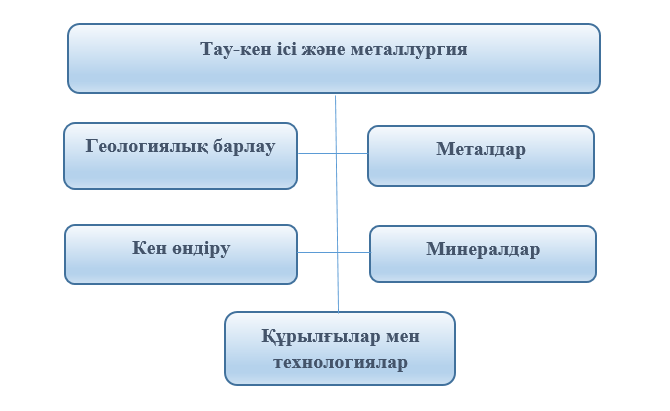 Тау-кен ісі және металлургия
Геологиялық барлау
Металдар
Кен өндіру
Минералдар
Құрылғылар мен
технологиялар